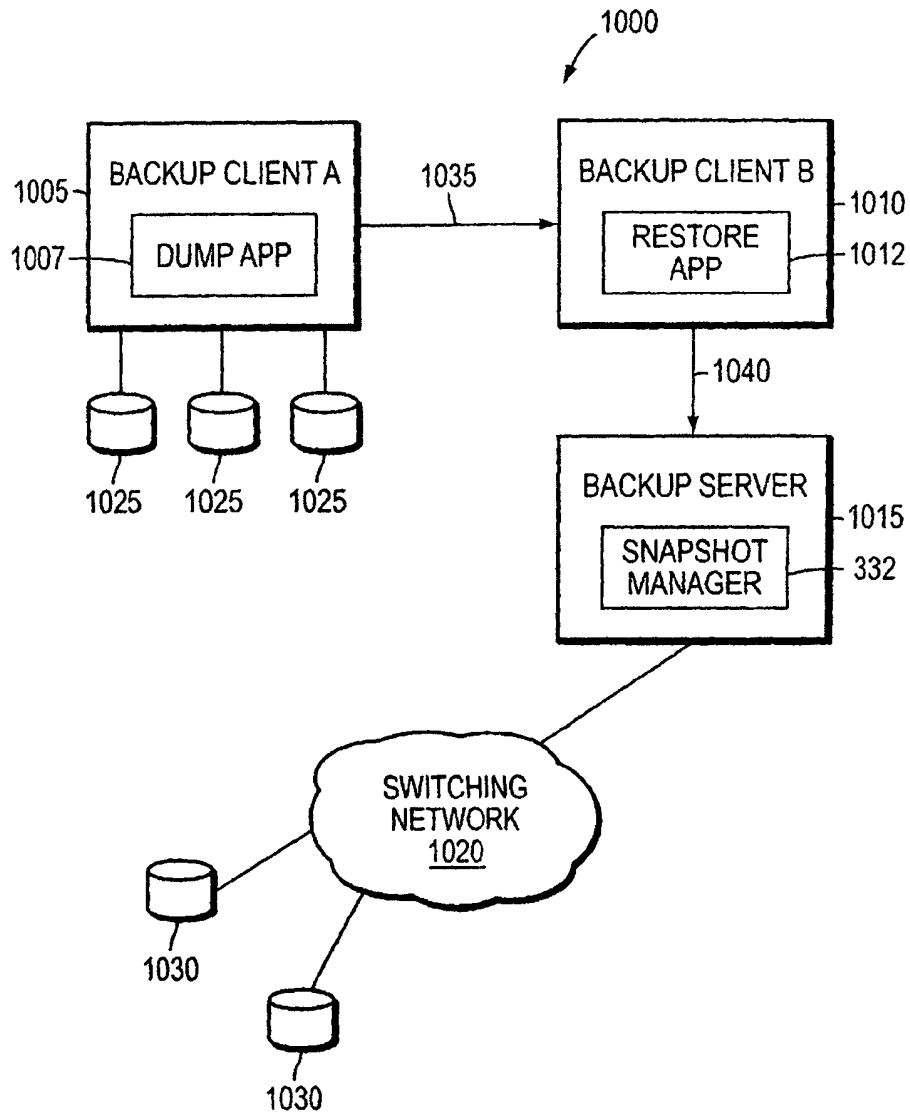 1000
BACKUP CLIENT A
1005
1007
DUMP APP
1035
BACKUP CLIENT B
1010
RESTORE
APP
1012
1025
1025
1025
1040
BACKUP SERVER
1015
SNAPSHOT
MANAGER
332
SWITCHING
NETWORK
1020
1030
1030